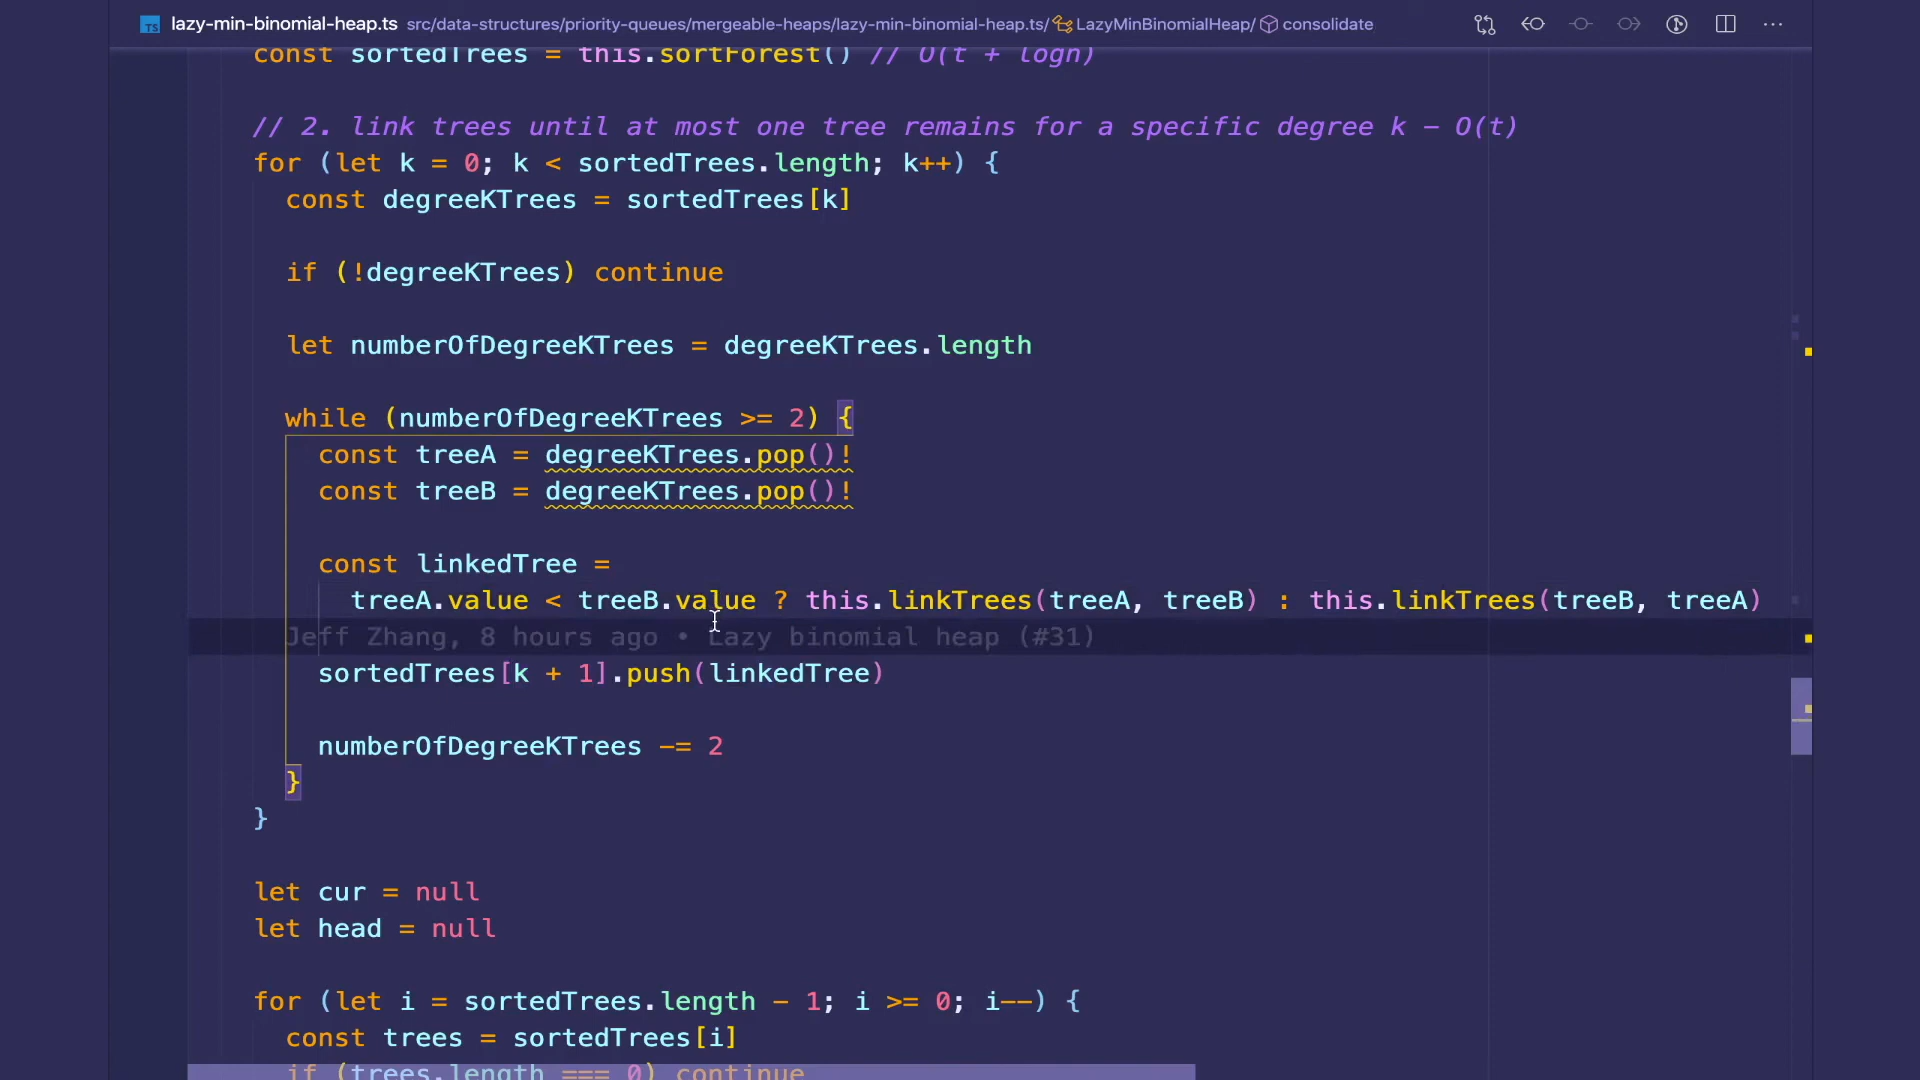 lazy-min-binomial-heap.ts src/data-structures/priority-queues/mergeable-heaps/lazy-min-binomial-heap.ts/ LazyMinBinomialHeap/ consolidate
const sortedTrees = this.sortForest() // O(t + logn)
// 2. link trees until at most one tree remains for a specific degree k – O(t)
for (let k = 0; k < sortedTrees.length; k++) {
const degreeKTrees = sortedTrees[k]
if (!degreeKTrees) continue
let numberOfDegreeKTrees = degreeKTrees.length
while (numberOfDegreeKTrees >= 2) {
const treeA = degreeKTrees.pop()!
const treeB = degreeKTrees.pop()!
const linkedTree =
treeA.value < treeB.value ? this.linkTrees(treeA, treeB) : this.linkTrees(treeB, treeA)
Jeff Zhang, 8 hours ago • Lazy binomial heap (#31)
sortedTrees[k + 1].push(linkedTree)
numberOfDegreeKTrees -= 2
}
}
let cur = null
let head = null
for (let i = sortedTrees.length - 1; i >= 0; i--) {
const trees = sortedTrees[i]
if (trees.length === 0) continue